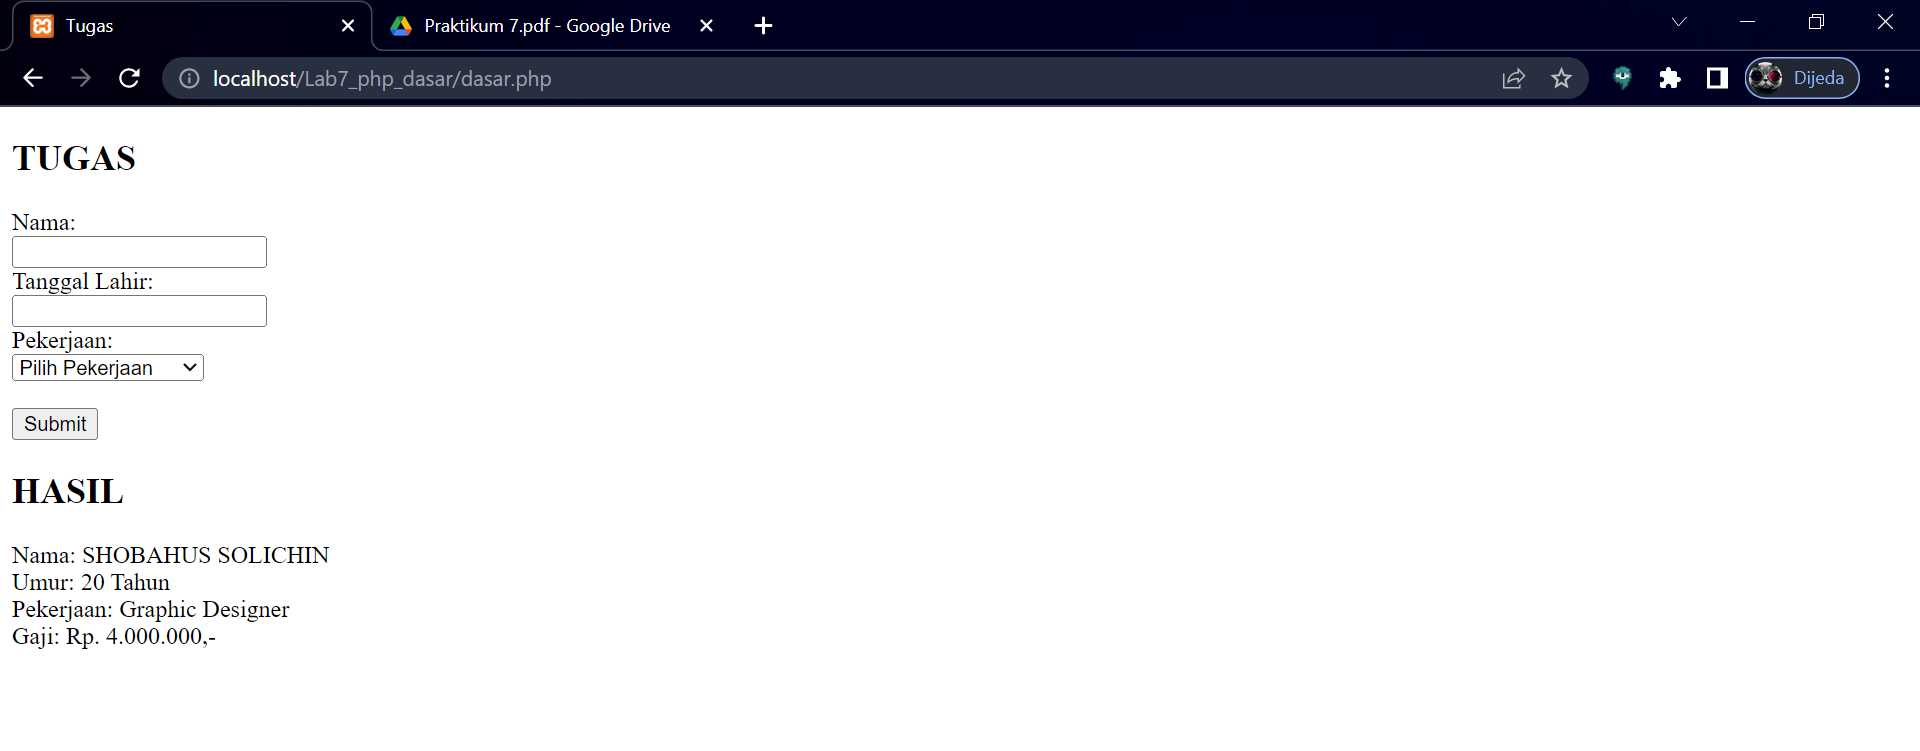 Tugas
Praktikum 7.pdf - Google Drive
localhost/Lab7_php_dasar/dasar.php
Dijeda
TUGAS
Nama:
Tanggal Lahir:
Pekerjaan:
Pilih Pekerjaan
Submit
HASIL
Nama: SHOBAHUS SOLICHIN
Umur: 20 Tahun
Pekerjaan: Graphic Designer
Gaji: Rp. 4.000.000,-